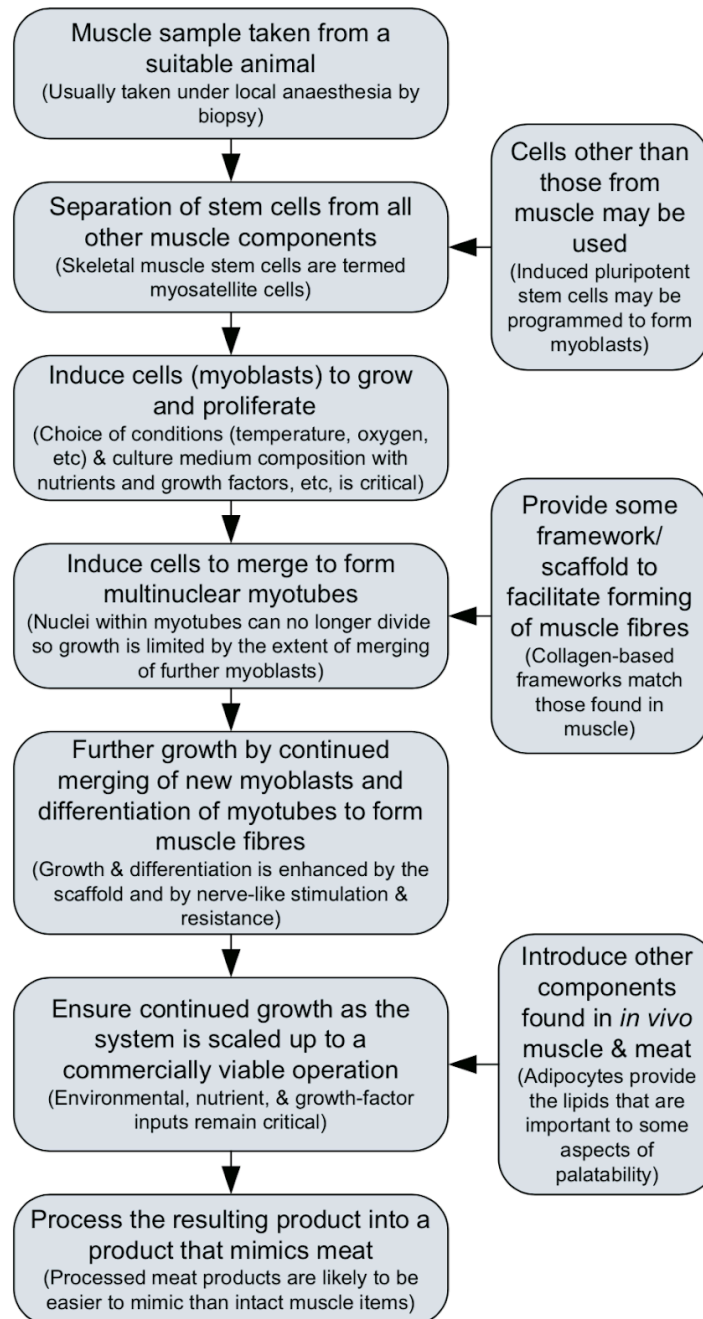 Muscle sample taken from a
suitable animal
(Usually taken under local anaesthesia by
biopsy)
Separation of stem cells from all
other muscle components
(Skeletal muscle stem cells are termed
myosatellite cells)
Cells other than
those from
muscle may be
used
(Induced pluripotent
stem cells may be
programmed to form
myoblasts)
Induce cells (myoblasts) to grow
and proliferate
(Choice of conditions (temperature, oxygen,
etc) & culture medium composition with
nutrients and growth factors, etc, is critical)
Induce cells to merge to form
multinuclear myotubes
(Nuclei within myotubes can no longer divide
so growth is limited by the extent of merging
of further myoblasts)
Provide some
framework/
scaffold to
facilitate forming
of muscle fibres
(Collagen-based
frameworks match
those found in
muscle)
Further growth by continued
merging of new myoblasts and
differentiation of myotubes to form
muscle fibres
(Growth & differentiation is enhanced by the
scaffold and by nerve-like stimulation &
resistance)
Ensure continued growth as the
system is scaled up to a
commercially viable operation
(Environmental, nutrient, & growth-factor
inputs remain critical)
Introduce other
components
found in in vivo
muscle & meat
(Adipocytes provide
the lipids that are
important to some
aspects of
palatability)
Process the resulting product into a
product that mimics meat
(Processed meat products are likely to be
easier to mimic than intact muscle items)